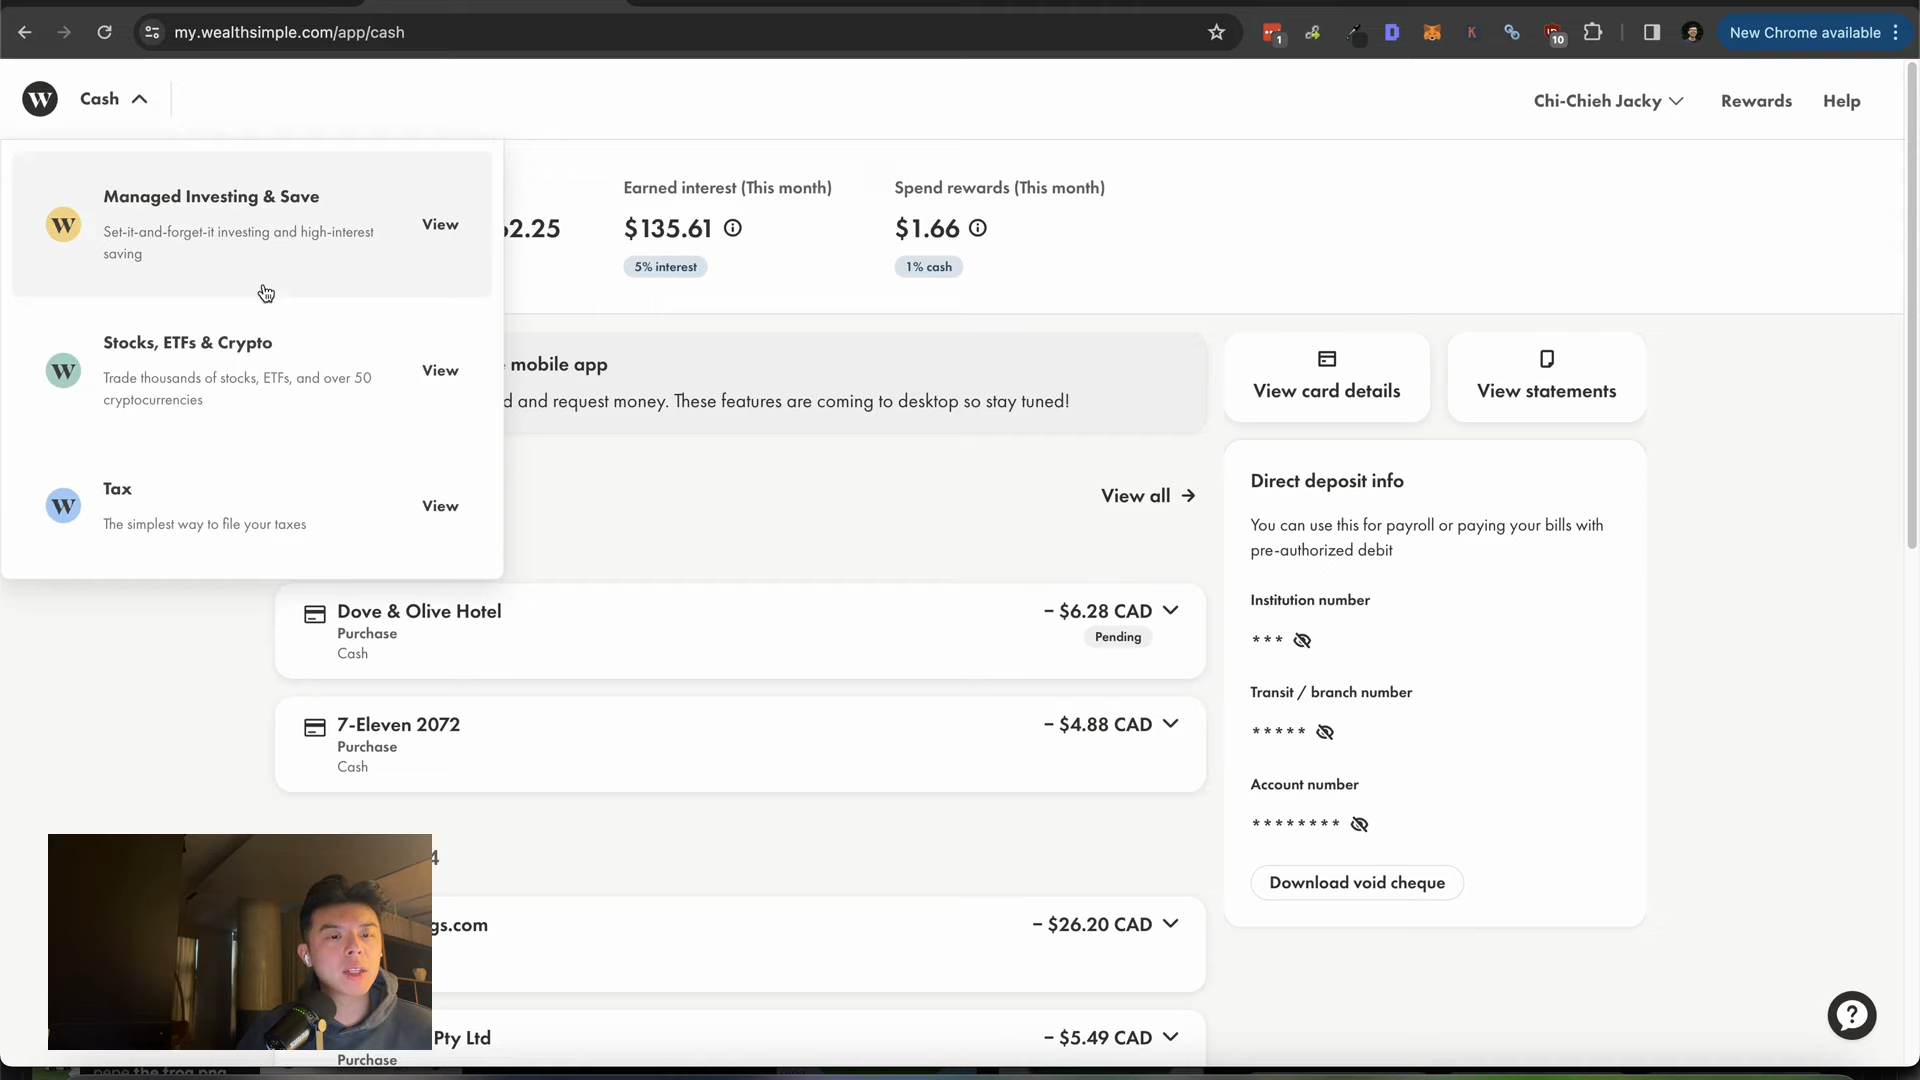 my.wealthsimple.com/app/cash
1
10
New Chrome available
W
Cash
Chi-Chieh Jacky
Rewards
Help
W
Managed Investing & Save
Set-it-and-forget-it investing and high-interest
saving
View
W
Stocks, ETFs & Crypto
Trade thousands of stocks, ETFs, and over 50
cryptocurrencies
View
W
Tax
The simplest way to file your taxes
View
2.25
Earned interest (This month)
$135.61
5% interest
Spend rewards (This month)
$1.66
1% cash
mobile app
d and request money. These features are coming to desktop so stay tuned!
View all
Dove & Olive Hotel
Purchase
Cash
– $6.28 CAD
Pending
7-Eleven 2072
Purchase
Cash
– $4.88 CAD
4
gs.com
– $26.20 CAD
Pty Ltd
Purchase
– $5.49 CAD
View card details
View statements
Direct deposit info
You can use this for payroll or paying your bills with
pre-authorized debit
Institution number
***
Transit / branch number
*****
Account number
********
Download void cheque
?